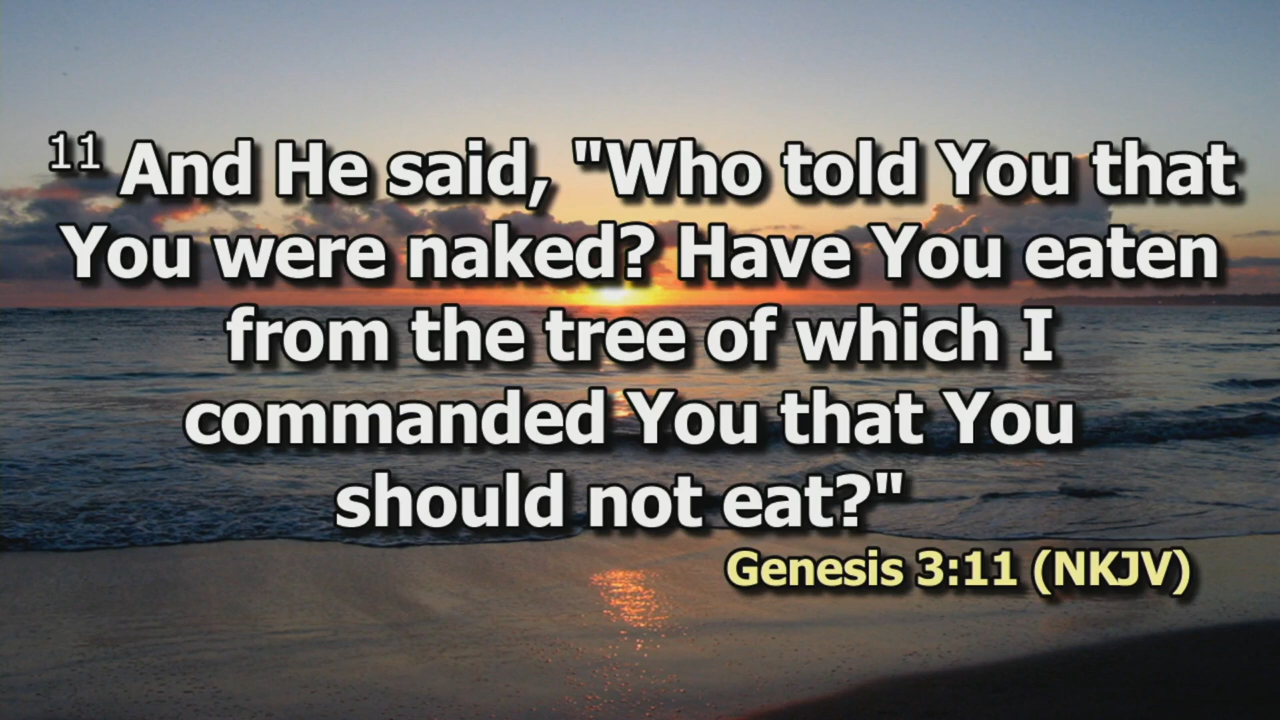 11 And He said, "Who told You that
You were naked? Have You eaten
from the tree of which I
commanded You that You
should not eat?"
Genesis 3:11 (NKJV)